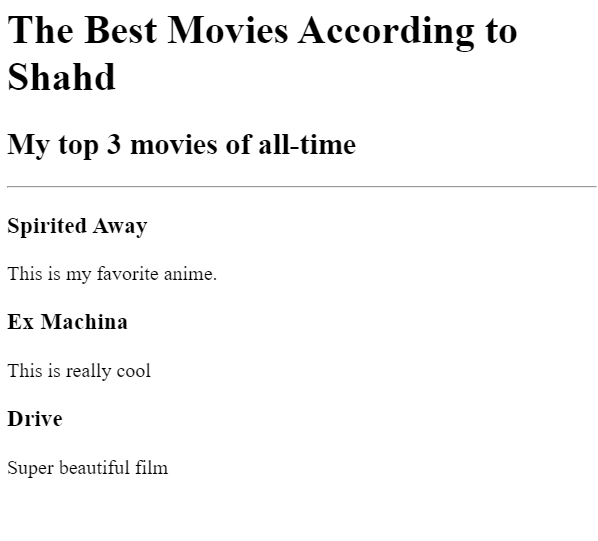 The Best Movies According to
Shahd
My top 3 movies of all-time
Spirited Away
This is my favorite anime.
Ex Machina
This is really cool
Drive
Super beautiful film